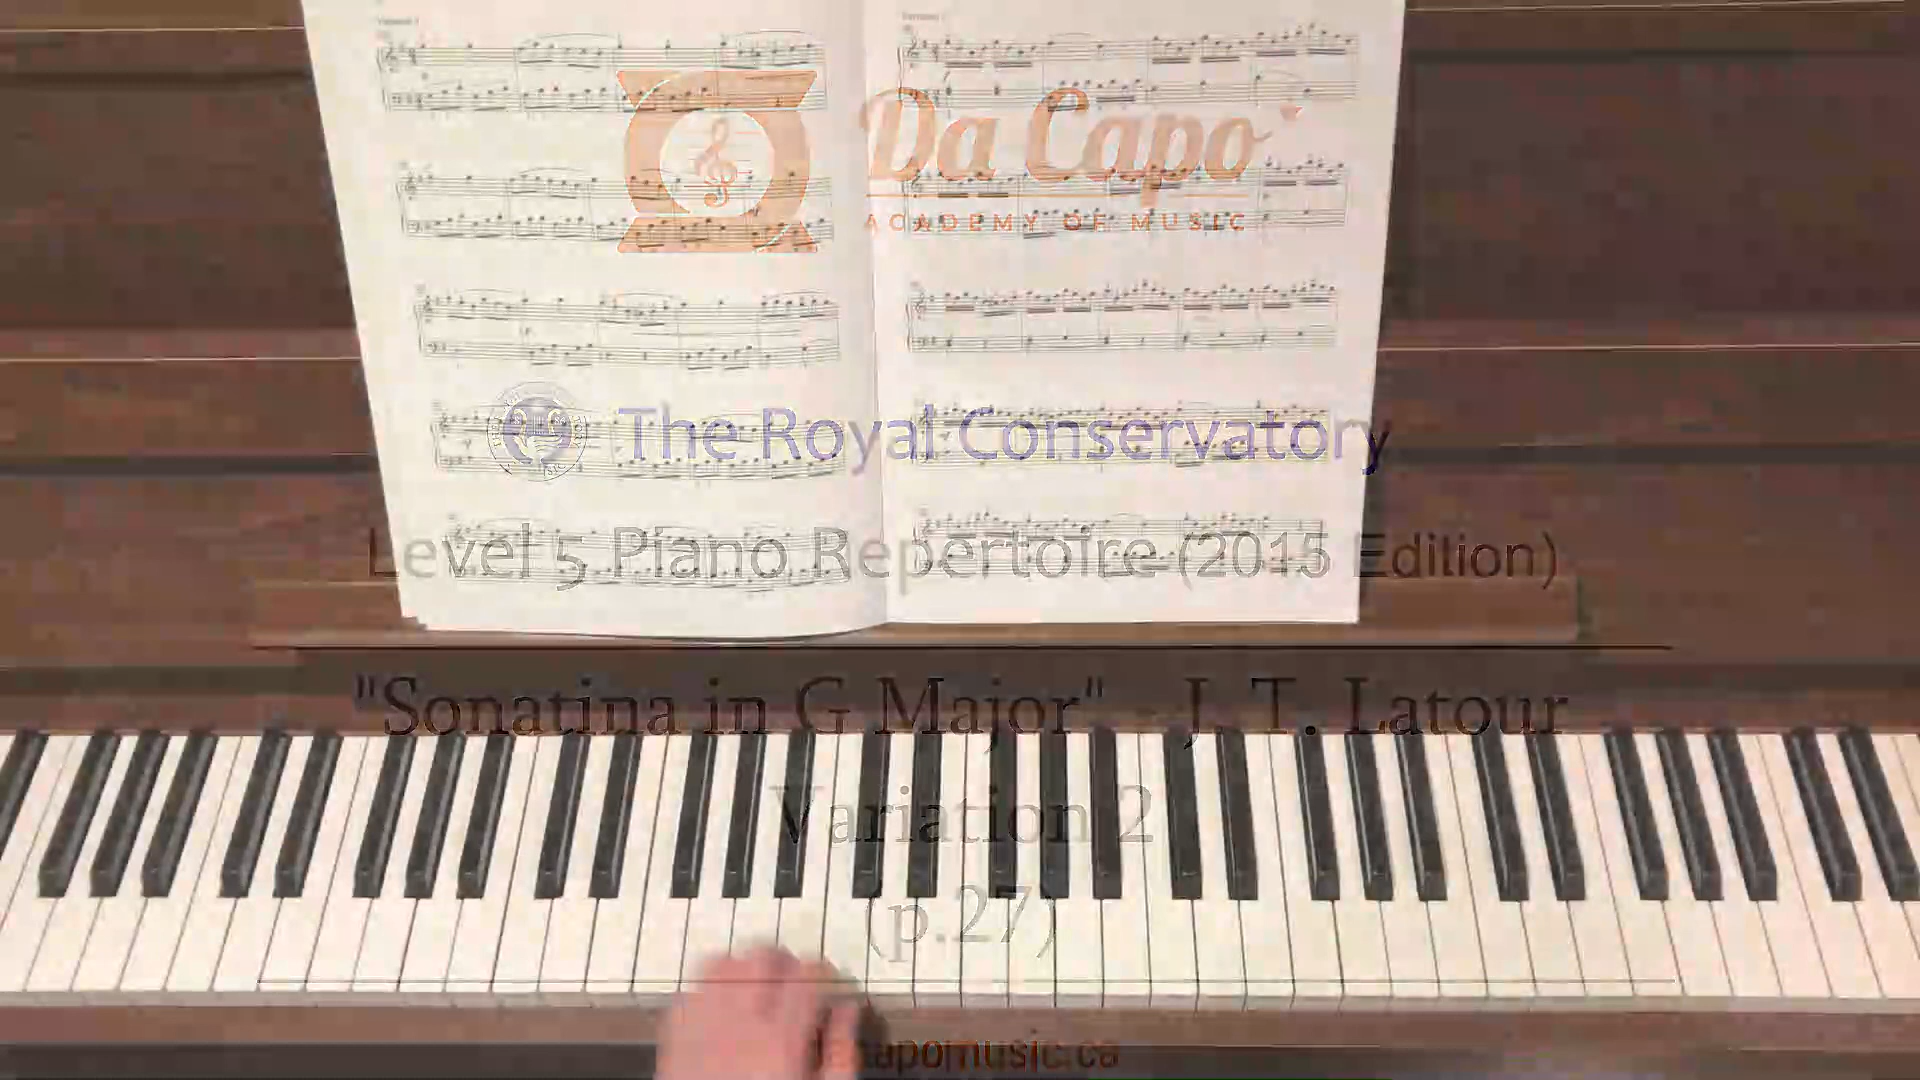 Da Capo
ACADEMY OF MUSIC
The Royal Conservatory
Level 5 Piano Repertoire (2015 Edition)
"Sonatina in G Major" - J. T. Latour
Variation 2
(p.27)
dacapomusic.ca